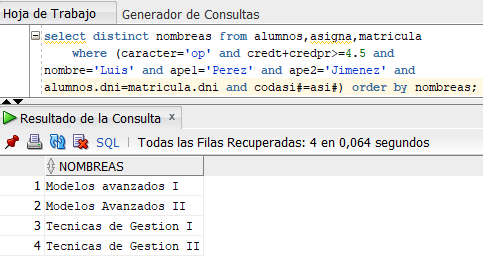 Hoja de Trabajo Generador de Consultas
select distinct nombreas from alumnos,asigna,matricula
where (caracter='op' and credt+credpr>=4.5 and
nombre='Luis' and ape1='Perez' and ape2='Jimenez' and
alumnos.dni=matricula.dni and codasi#=asi#) order by nombreas;
Resultado de la Consulta x
SQL | Todas las Filas Recuperadas: 4 en 0,064 segundos
NOMBREAS
1 Modelos avanzados I
2 Modelos Avanzados II
3 Tecnicas de Gestion I
4 Tecnicas de Gestion II